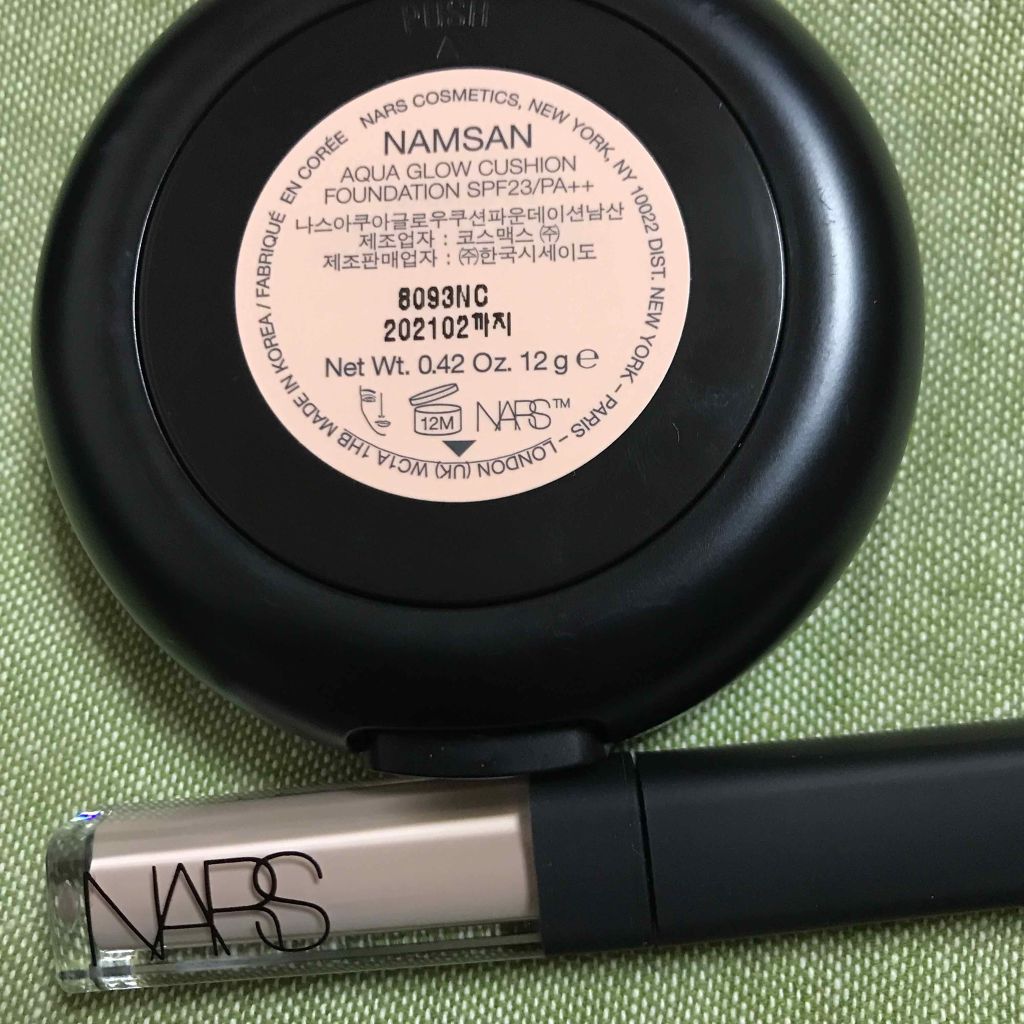 PUSH
NARS COSMETICS, NEW YORK, NY 10022 DIST. NEW YORK - PARIS - LONDON (UK) WC1A 1HB MADE IN KOREA / FABRIQUÉ EN CORÉE
NAMSAN
AQUA GLOW CUSHION
FOUNDATION SPF23/PA++
나스아쿠아글로우쿠션파운데이션남산
제조업자 : 코스맥스 ㈜
제조판매업자 : ㈜한국시세이도
8093NC
202102까지
Net Wt. 0.42 Oz. 12 g ℮
12M NARS™
NARS